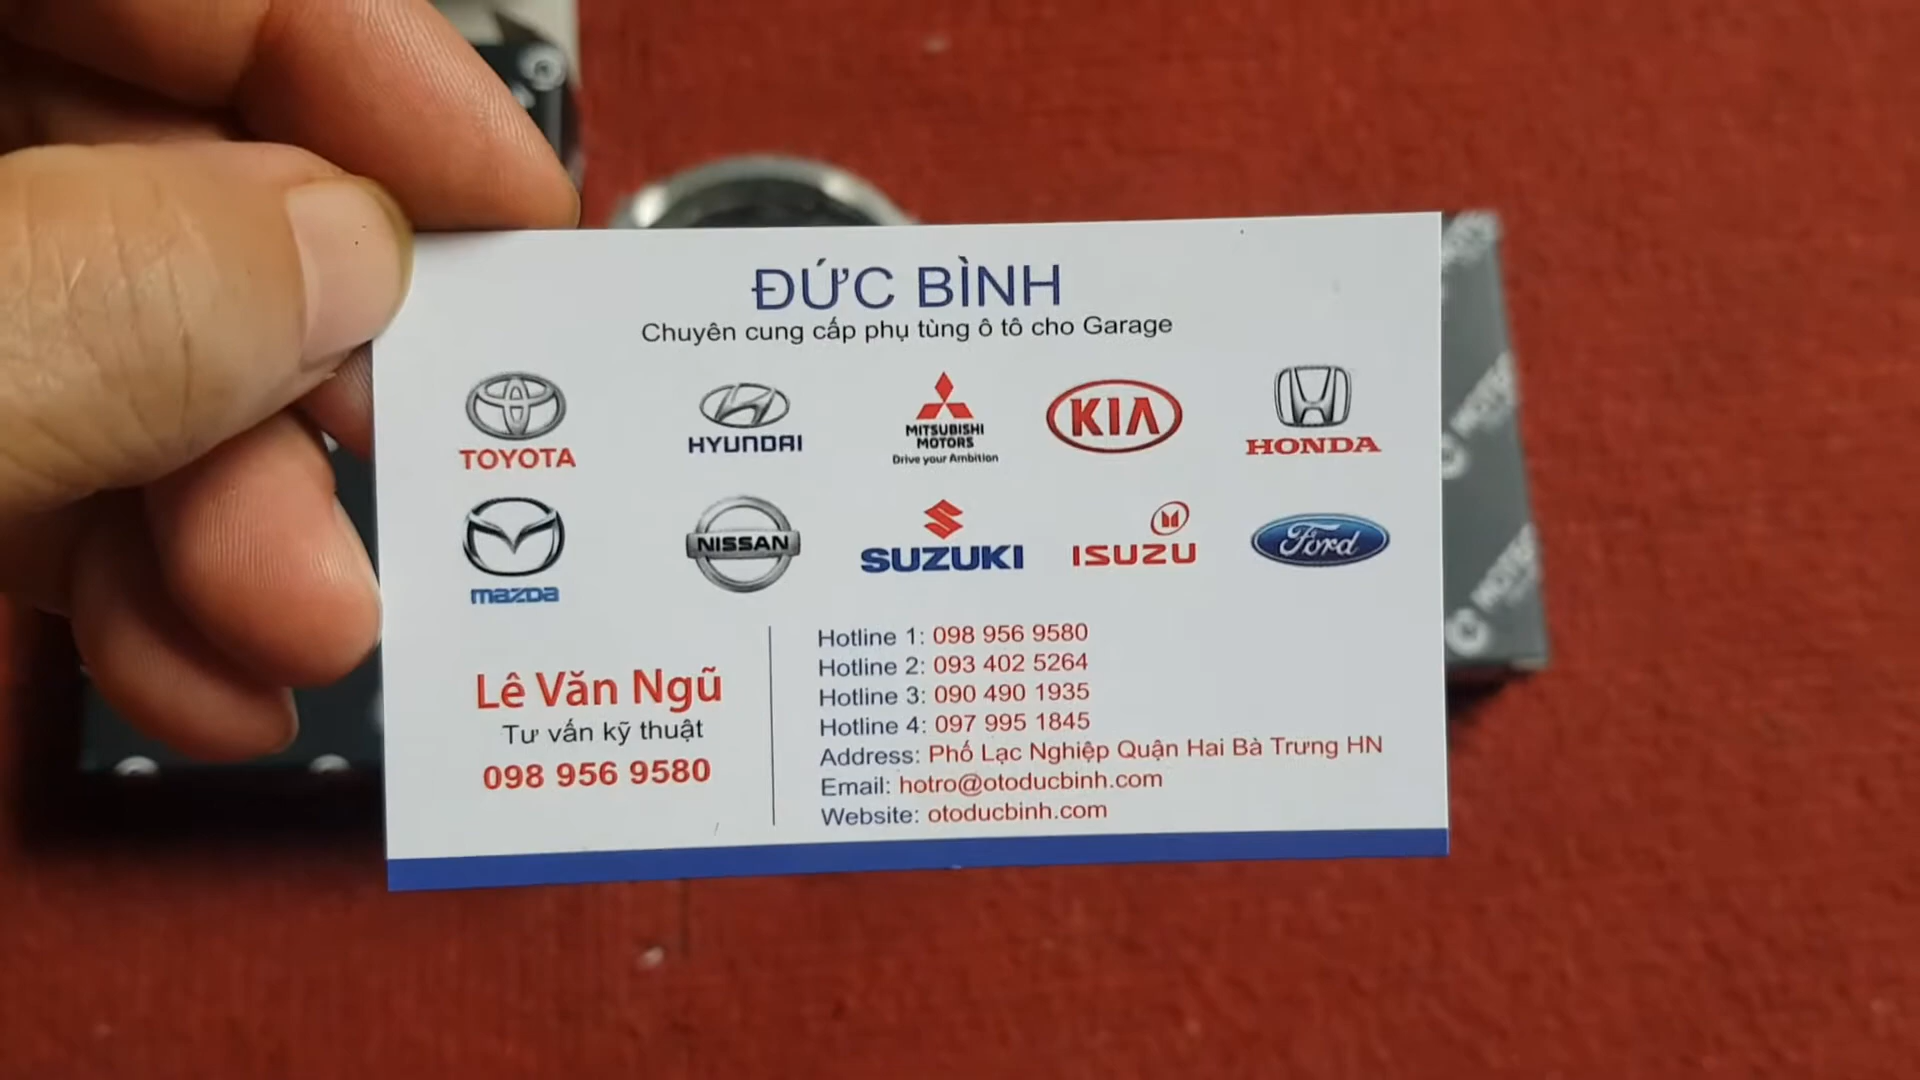 ĐỨC BÌNH
Chuyên cung cấp phụ tùng ô tô cho Garage
TOYOTA
HYUNDAI
MITSUBISHI
MOTORS
Drive your Ambition
KIA
HONDA
mazda
NISSAN
SUZUKI
ISUZU
Ford
Lê Văn Ngũ
Tư vấn kỹ thuật
098 956 9580
Hotline 1: 098 956 9580
Hotline 2: 093 402 5264
Hotline 3: 090 490 1935
Hotline 4: 097 995 1845
Address: Phố Lạc Nghiệp Quận Hai Bà Trưng HN
Email: hotro@otoducbinh.com
Website: otoducbinh.com